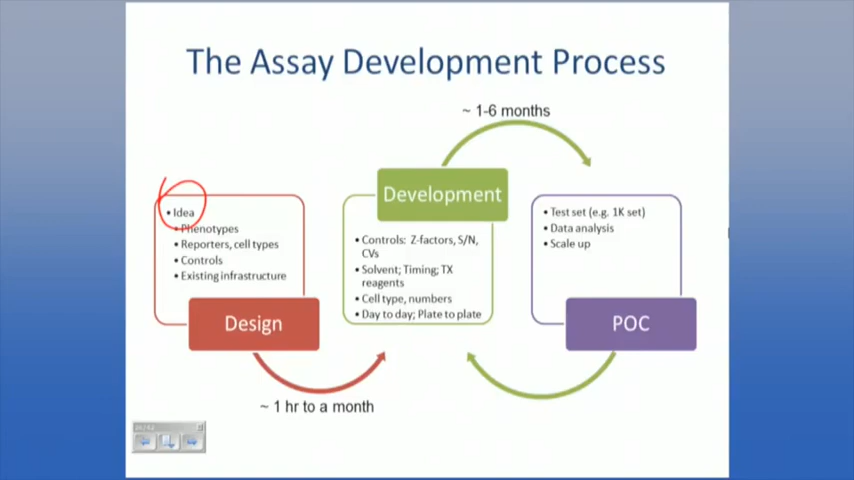 The Assay Development Process
~ 1-6 months
• Idea
• Phenotypes
• Reporters, cell types
• Controls
• Existing infrastructure
Design
~ 1 hr to a month
Development
• Controls: Z-factors, S/N,
CVs
• Solvent; Timing; TX
reagents
• Cell type, numbers
• Day to day; Plate to plate
• Test set (e.g. 1K set)
• Data analysis
• Scale up
POC